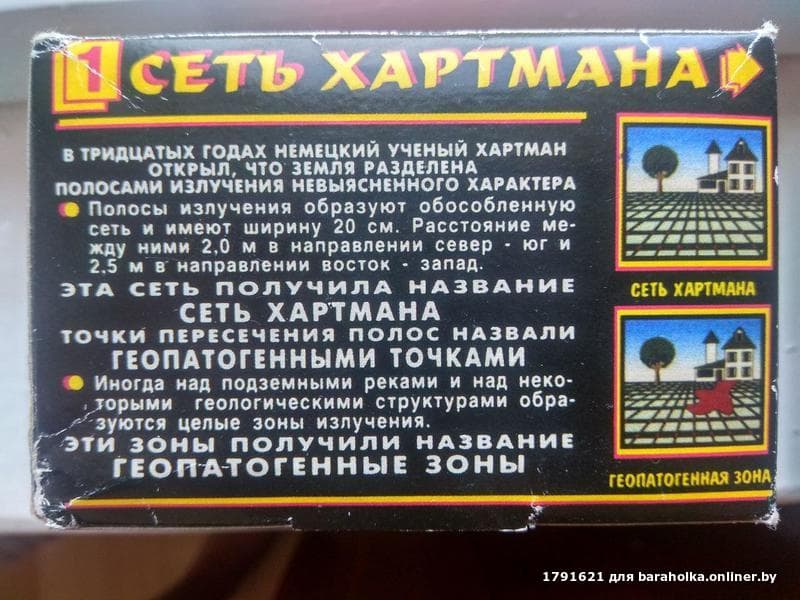 1 СЕТЬ ХАРТМАНА
В ТРИДЦАТЫХ ГОДАХ НЕМЕЦКИЙ УЧЕНЫЙ ХАРТМАН
ОТКРЫЛ, ЧТО ЗЕМЛЯ РАЗДЕЛЕНА
ПОЛОСАМИ ИЗЛУЧЕНИЯ НЕВЫЯСНЕННОГО ХАРАКТЕРА
Полосы излучения образуют обособленную
сеть и имеют ширину 20 см. Расстояние ме-
жду ними 2,0 м в направлении север - юг и
2.5 м в направлении восток - запад.
ЭТА СЕТЬ ПОЛУЧИЛА НАЗВАНИЕ
СЕТЬ ХАРТМАНА
ТОЧКИ ПЕРЕСЕЧЕНИЯ ПОЛОС НАЗВАЛИ
ГЕОПАТОГЕННЫМИ ТОЧКАМИ
Иногда над подземными реками и над неко-
торыми геологическими структурами обра-
зуются целые зоны излучения.
ЭТИ ЗОНЫ ПОЛУЧИЛИ НАЗВАНИЕ
ГЕОПАТОГЕННЫЕ ЗОНЫ
СЕТЬ ХАРТМАНА
ГЕОПАТОГЕННАЯ ЗОНА
1791621 для baraholka.onliner.by